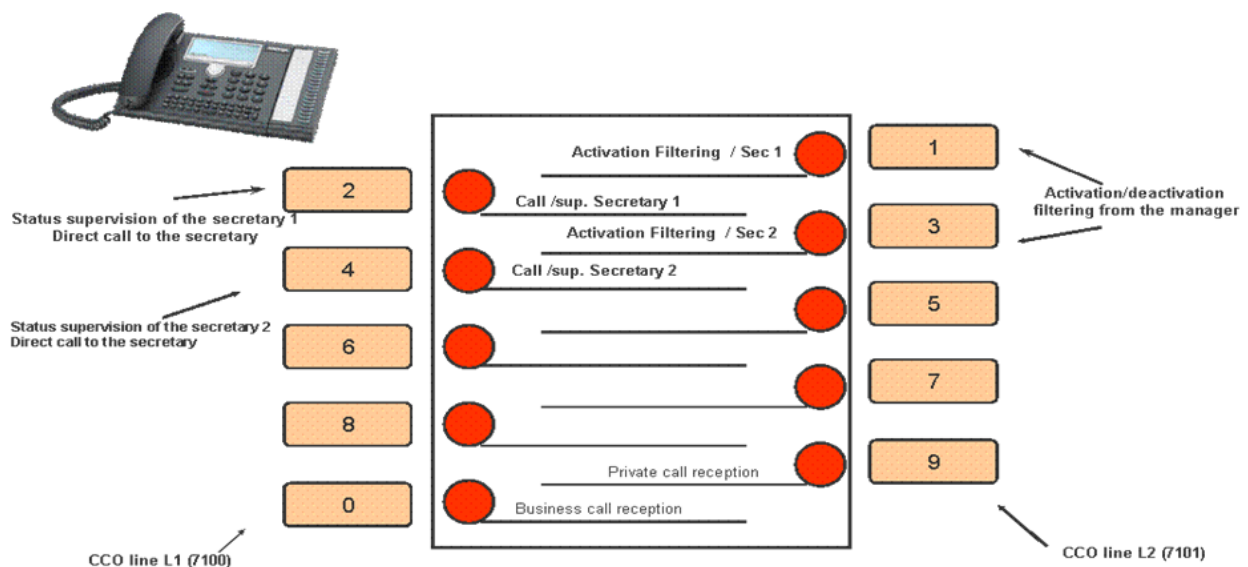 Activation Filtering / Sec 1
1
2
Call /sup. Secretary 1
Status supervision of the secretary 1
Direct call to the secretary
Activation/deactivation
filtering from the manager
Activation Filtering / Sec 2
3
4
Call /sup. Secretary 2
Status supervision of the secretary 2
Direct call to the secretary
5
6
7
8
Private call reception
9
0
Business call reception
CCO line L1 (7100)
CCO line L2 (7101)